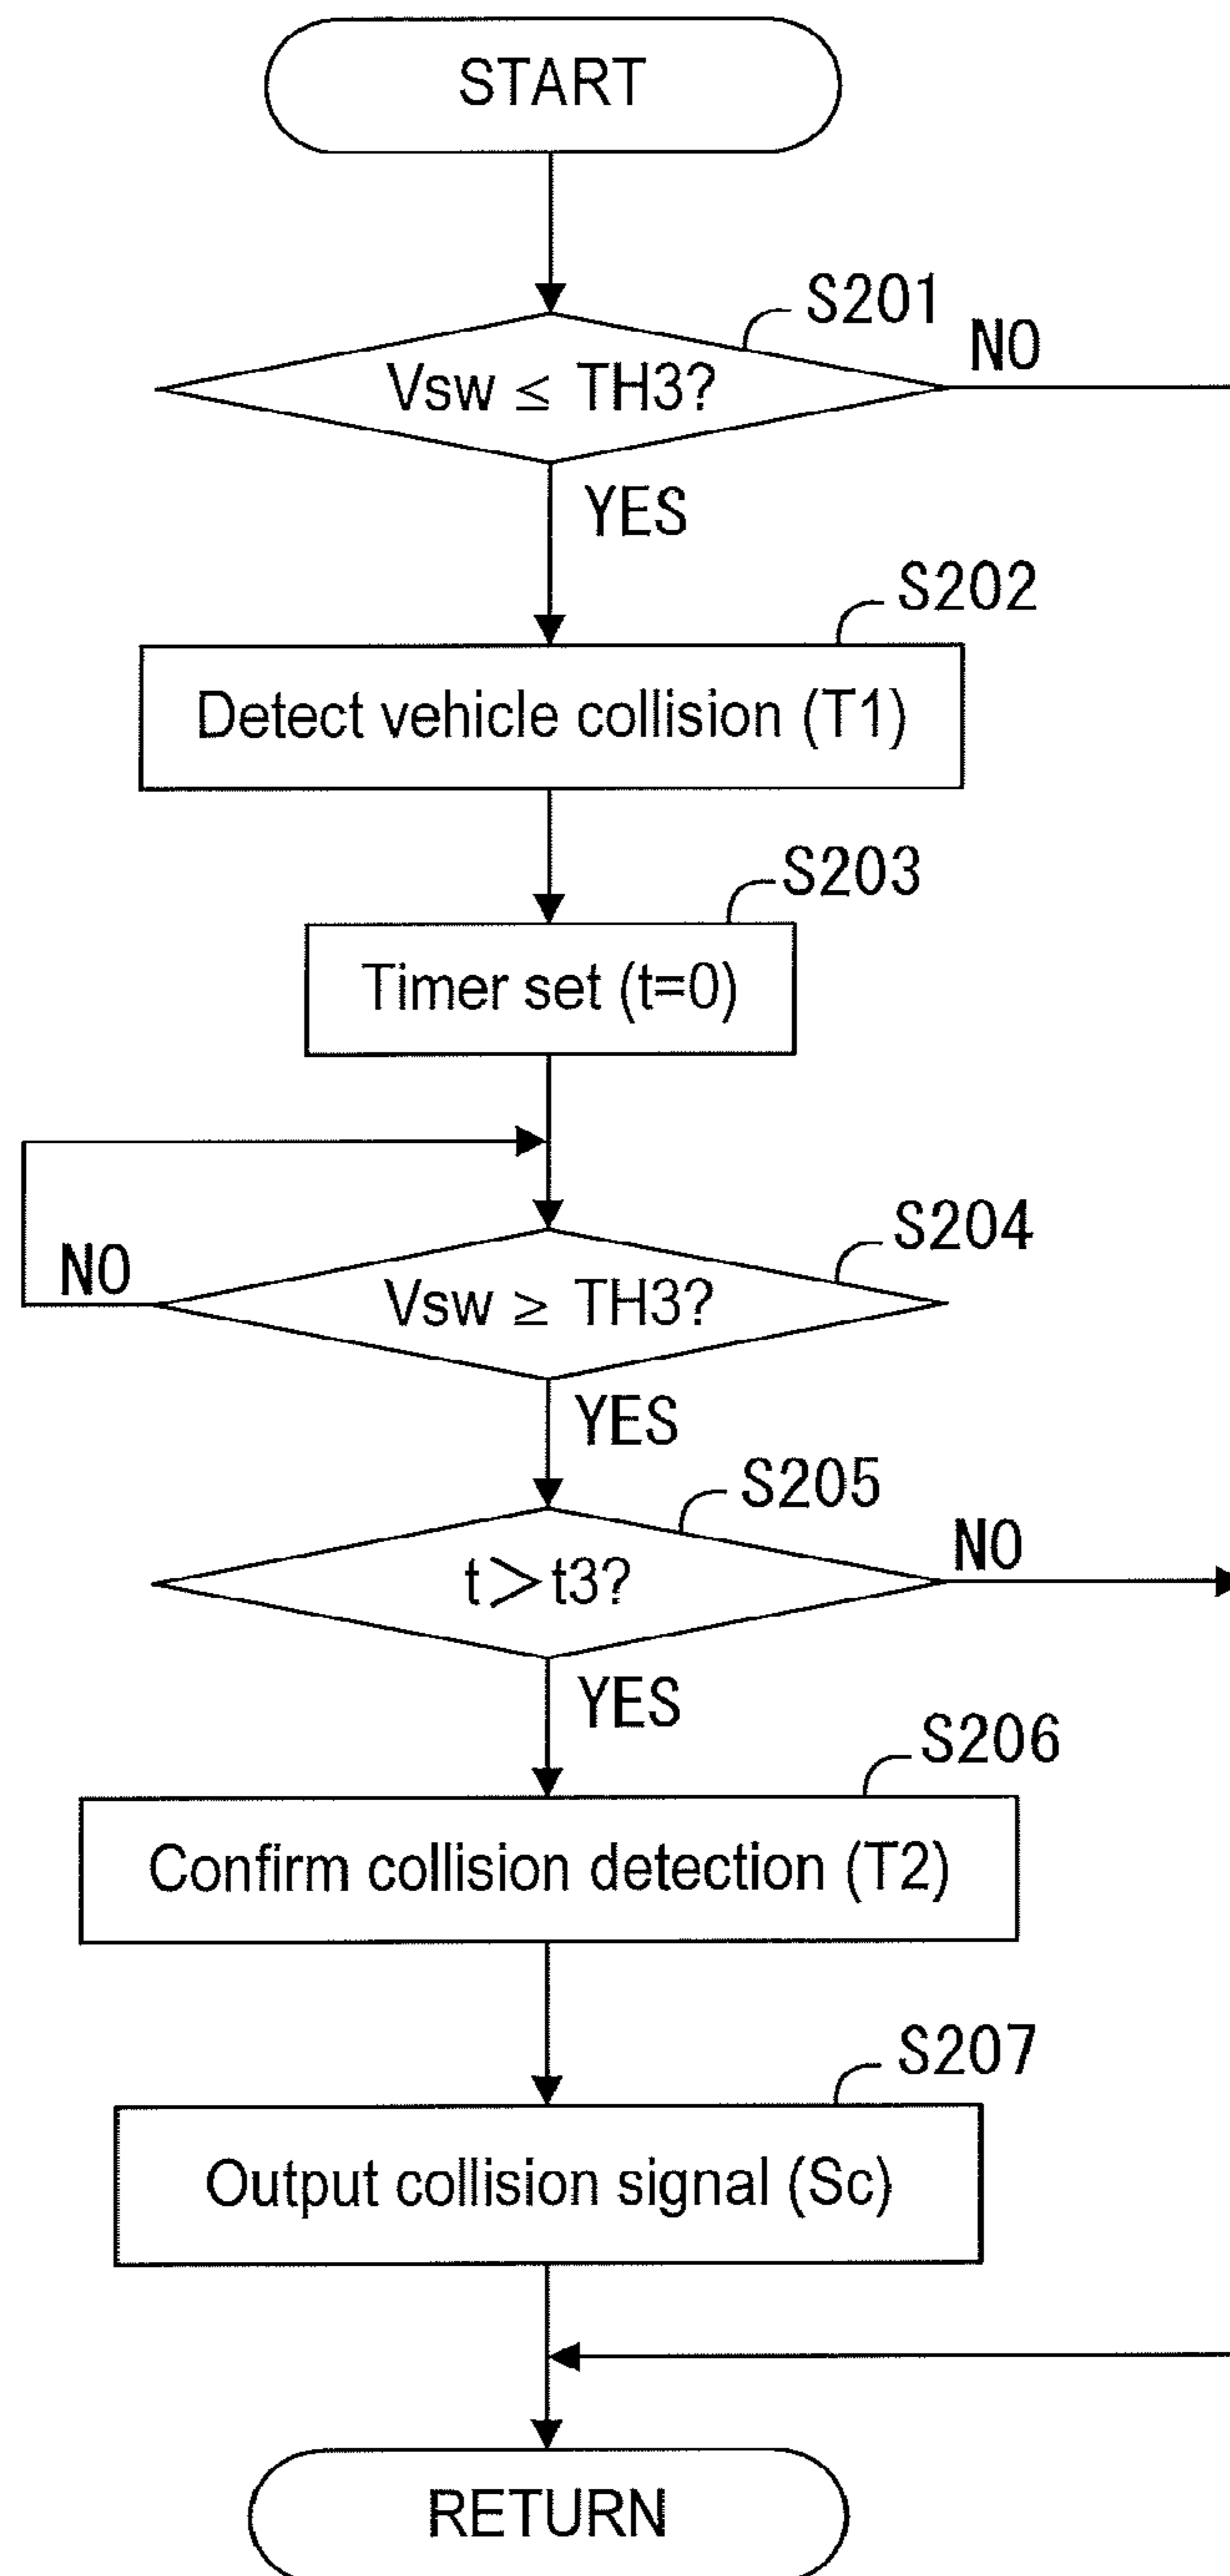 START
S201
NO
Vsw ≤ TH3?
YES
S202
Detect vehicle collision (T1)
S203
Timer set (t=0)
S204
NO
Vsw ≥ TH3?
YES
S205
NO
t>t3?
YES
S206
Confirm collision detection (T2)
S207
Output collision signal (Sc)
RETURN